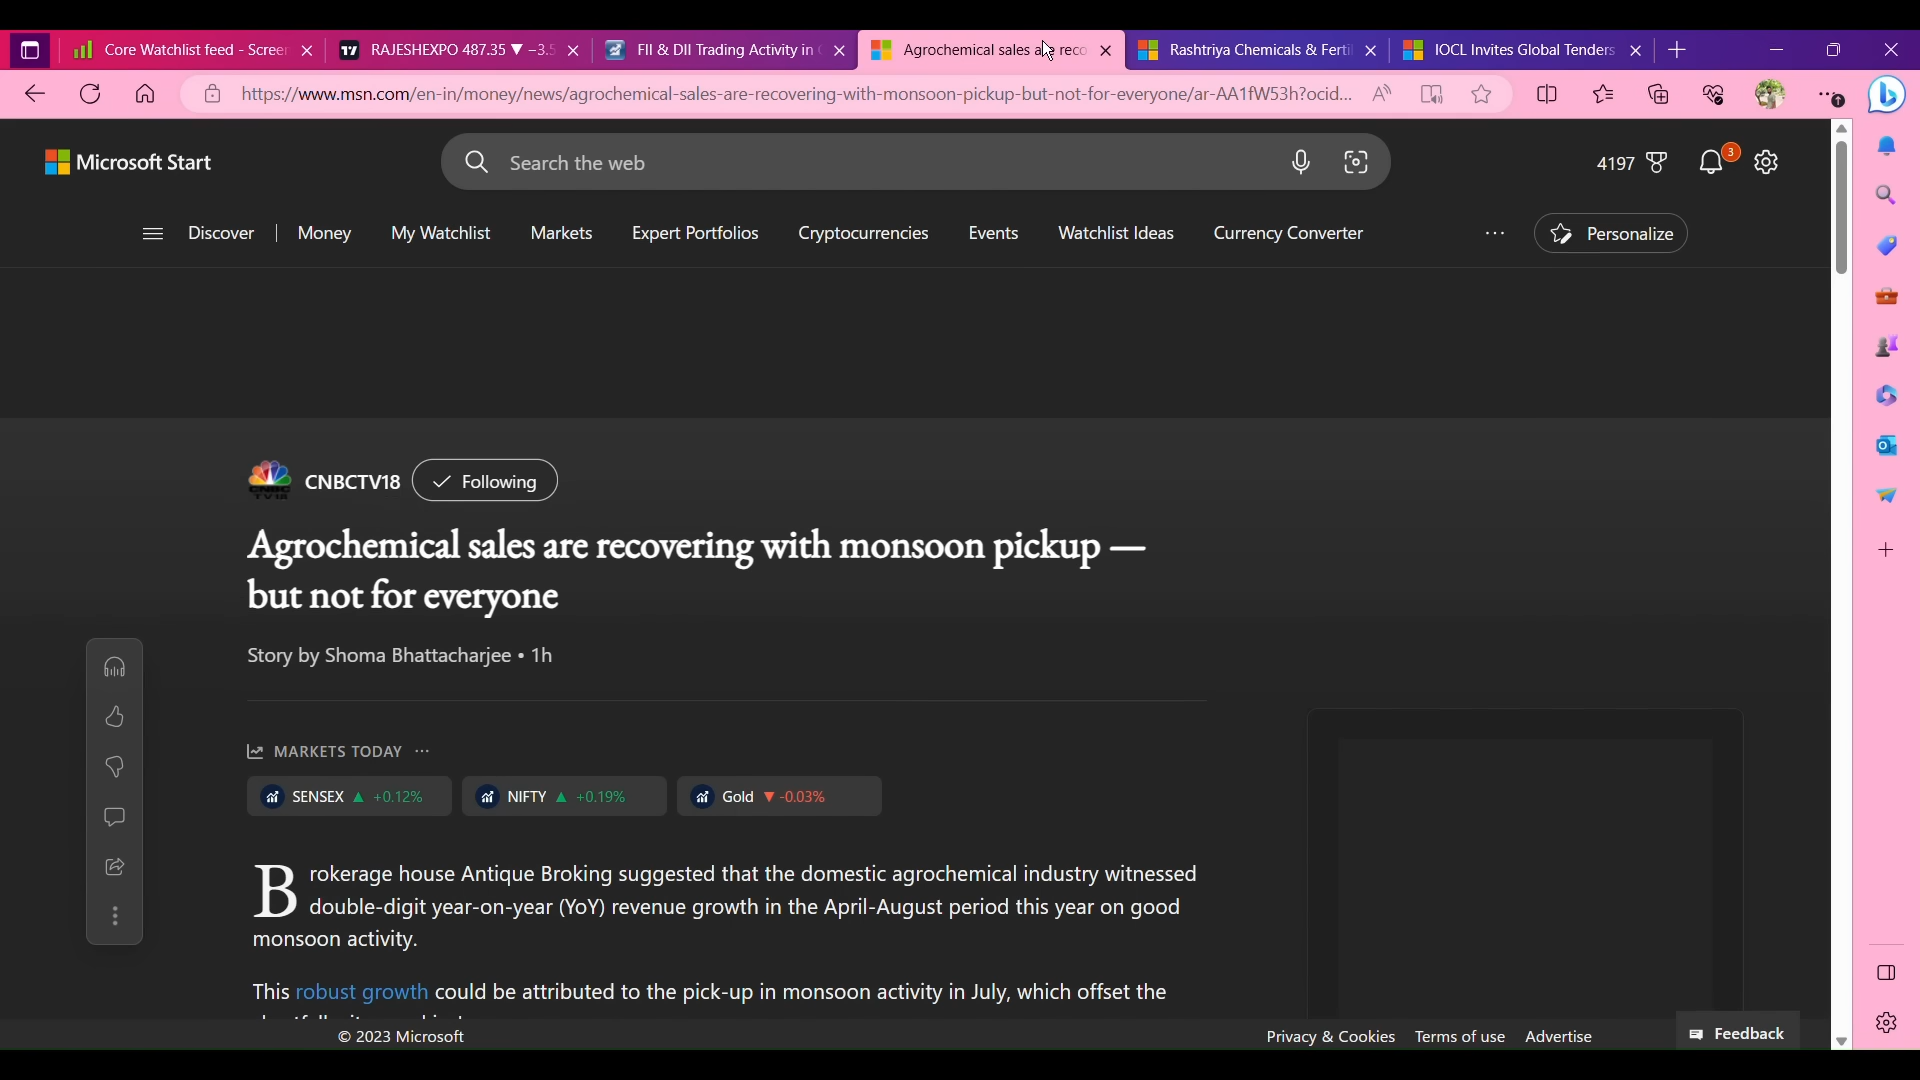 Core Watchlist feed - Screen
RAJESHEXPO 487.35 ▼ −3.5
FII & DII Trading Activity in
Agrochemical sales are reco
Rashtriya Chemicals & Ferti
IOCL Invites Global Tenders
https://www.msn.com/en-in/money/news/agrochemical-sales-are-recovering-with-monsoon-pickup-but-not-for-everyone/ar-AA1fW53h?ocid...
Microsoft Start
Search the web
4197
3
Discover
Money
My Watchlist
Markets
Expert Portfolios
Cryptocurrencies
Events
Watchlist Ideas
Currency Converter
...
Personalize
CNBCTV18
Following
Agrochemical sales are recovering with monsoon pickup —
but not for everyone
Story by Shoma Bhattacharjee • 1h
MARKETS TODAY ...
SENSEX ▲ +0.12%
NIFTY ▲ +0.19%
Gold ▼ -0.03%
Brokerage house Antique Broking suggested that the domestic agrochemical industry witnessed
double-digit year-on-year (YoY) revenue growth in the April-August period this year on good
monsoon activity.
This robust growth could be attributed to the pick-up in monsoon activity in July, which offset the
© 2023 Microsoft
Privacy & Cookies
Terms of use
Advertise
Feedback